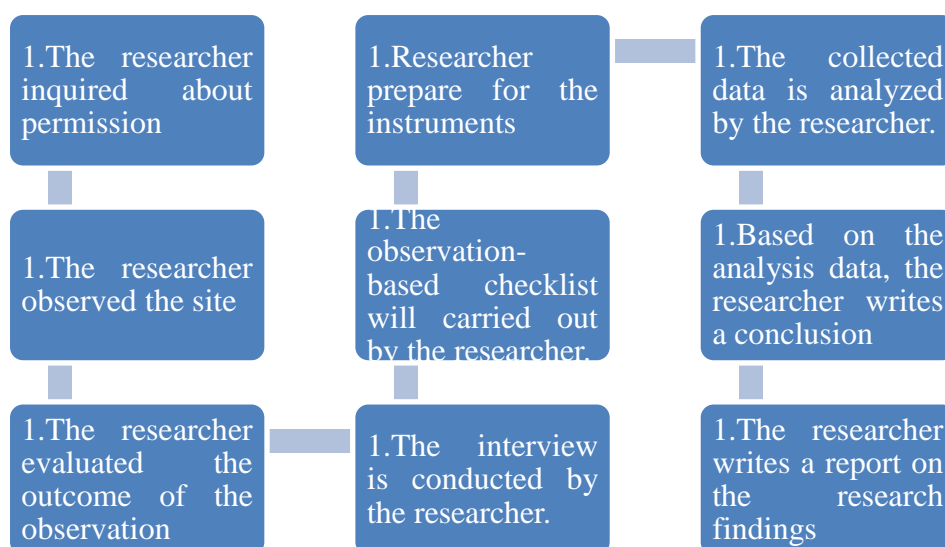 1.The researcher
inquired about
permission
1.The researcher
observed the site
1.The researcher
evaluated the
outcome of the
observation
1.The interview
is conducted by
the researcher.
1.The
observation-
based checklist
will carried out
by the researcher.
1.Researcher
prepare for the
instruments
1.The collected
data is analyzed
by the researcher.
1.Based on the
analysis data, the
researcher writes
a conclusion
1.The researcher
writes a report on
the research
findings